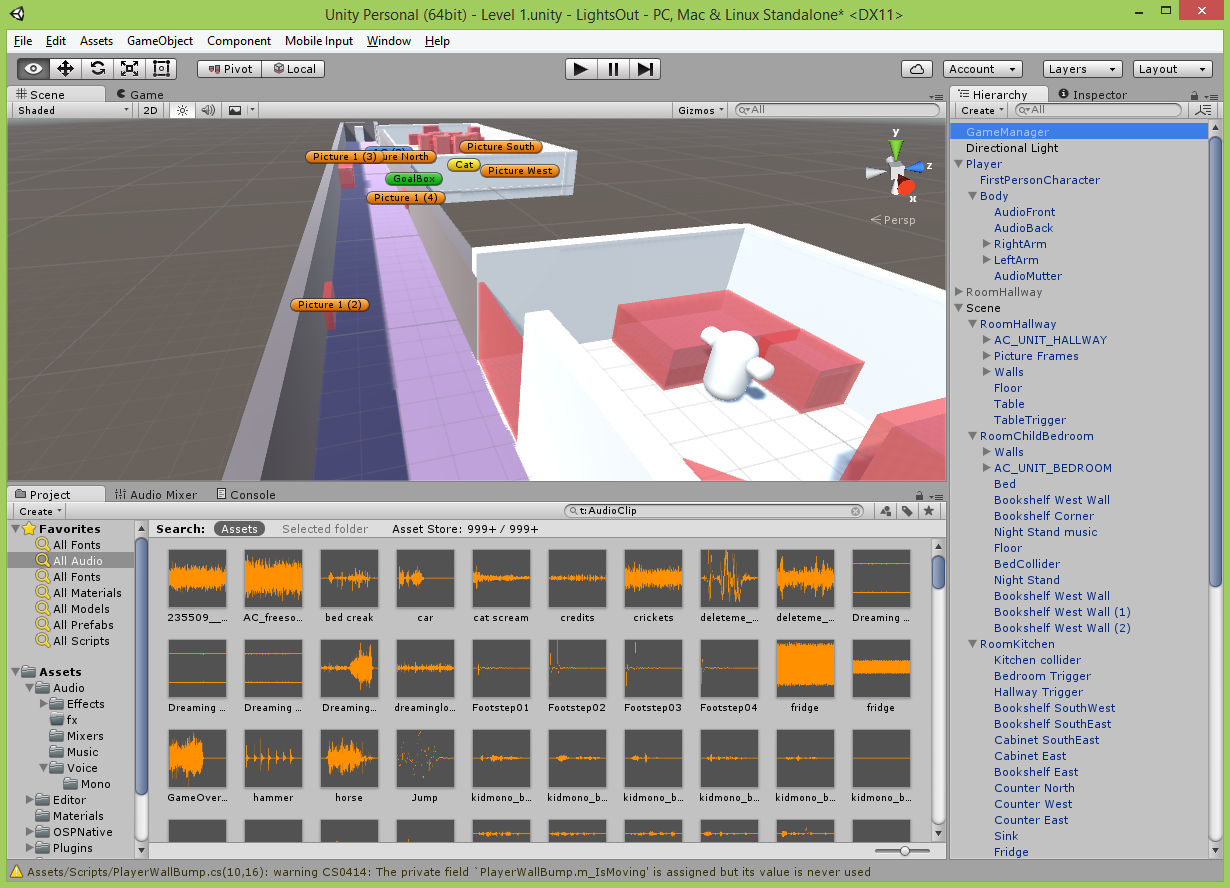 Unity Personal (64bit) - Level 1.unity - LightsOut - PC, Mac & Linux Standalone* <DX11>
File Edit Assets GameObject Component Mobile Input Window Help
Pivot Local Account Layers Layout
Scene Game
Shaded 2D Gizmos All
Picture South
Picture 1 (3) ure North
Cat
Picture West
GoalBox
Picture 1 (4)
Picture 1 (2)
y
z
x
Persp
Hierarchy Inspector
Create All
GameManager
Directional Light
Player
FirstPersonCharacter
Body
AudioFront
AudioBack
RightArm
LeftArm
AudioMutter
RoomHallway
Scene
RoomHallway
AC_UNIT_HALLWAY
Picture Frames
Walls
Floor
Table
TableTrigger
RoomChildBedroom
Walls
AC_UNIT_BEDROOM
Bed
Bookshelf West Wall
Bookshelf Corner
Night Stand music
Floor
BedCollider
Night Stand
Bookshelf West Wall
Bookshelf West Wall (1)
Bookshelf West Wall (2)
RoomKitchen
Kitchen collider
Bedroom Trigger
Hallway Trigger
Bookshelf SouthWest
Bookshelf SouthEast
Cabinet SouthEast
Cabinet East
Bookshelf East
Counter North
Counter West
Counter East
Sink
Fridge
Project Audio Mixer Console
Create t:AudioClip
Favorites
All Fonts
All Audio
All Fonts
All Materials
All Models
All Prefabs
All Scripts
Assets
Audio
Effects
fx
Mixers
Music
Voice
Mono
Editor
Materials
OSPNative
Plugins
Search: Assets Selected folder Asset Store: 999+ / 999+
235509__... AC_freeso... bed creak car cat scream credits crickets deleteme_... deleteme_... Dreaming ...
Dreaming ... Dreaming ... Dreaming... dreaminglo... Footstep01 Footstep02 Footstep03 Footstep04 fridge fridge
GameOver... hammer horse Jump kidmono_b... kidmono_b... kidmono_b... kidmono_b... kidmono_b... kidmono_b...
Assets/Scripts/PlayerWallBump.cs(10,16): warning CS0414: The private field `PlayerWallBump.m_IsMoving' is assigned but its value is never used